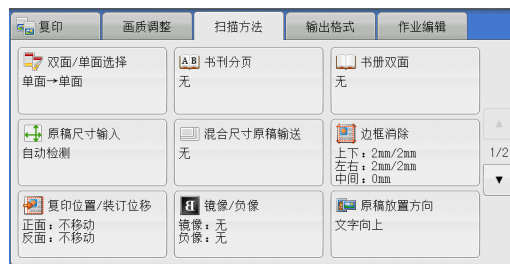 复印 画质调整 扫描方法 输出格式 作业编辑
双面/单面选择
单面→单面
AB 书刊分页
无
书册双面
无
原稿尺寸输入
自动检测
混合尺寸原稿输送
无
边框消除
上下：2mm/2mm
左右：2mm/2mm
中间：0mm
1/2
复印位置/装订位移
正面：不移动
反面：不移动
B 镜像/负像
镜像：无
负像：无
原稿放置方向
文字向上